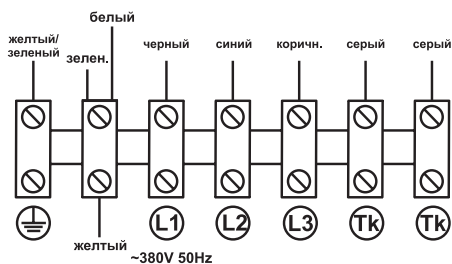 белый
желтый/
зеленый
зелен.
черный
синий
коричн.
серый
серый
L1
L2
L3
Tk
Tk
желтый
~380V 50Hz